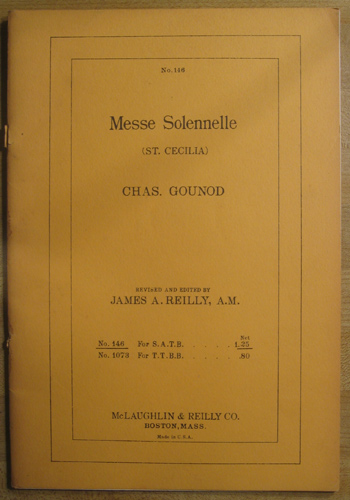 No. 146
Messe Solennelle
(ST. CECILIA)
CHAS. GOUNOD
REVISED AND EDITED BY
JAMES A. REILLY, A.M.
Net
No. 146 For S.A.T.B. . . . . . 1.25
No. 1073 For T.T.B.B. . . . . . .80
McLAUGHLIN & REILLY CO.
BOSTON, MASS.
Made in U.S.A.